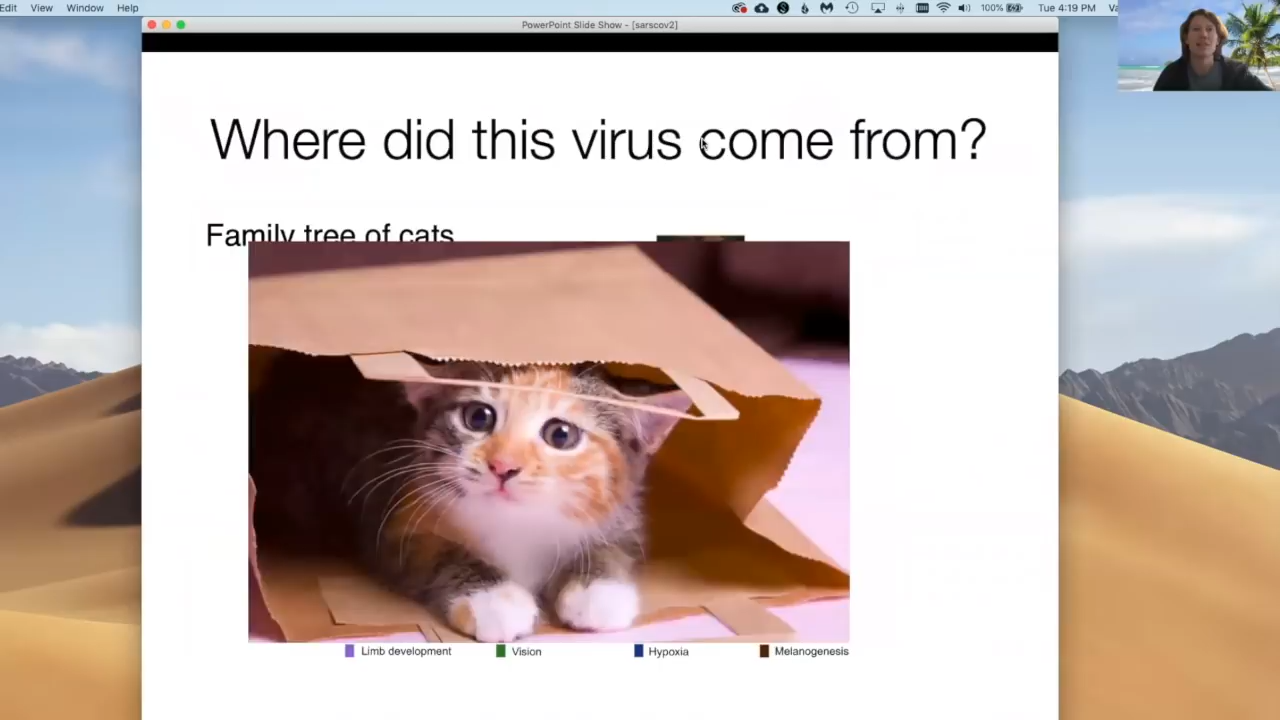 Edit View Window Help 100% Tue 4:19 PM
PowerPoint Slide Show - [sarscov2]
Where did this virus come from?
Family tree of cats
Limb development Vision Hypoxia Melanogenesis